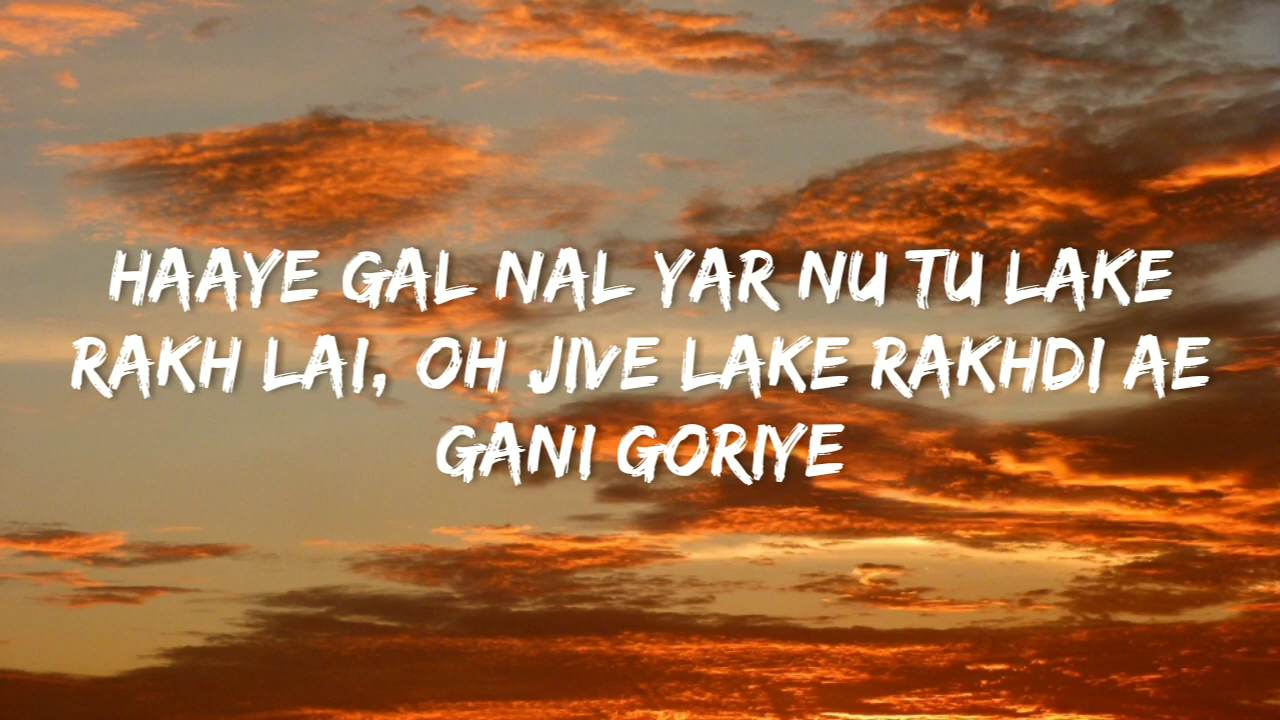 HAAYE GAL NAL YAR NU TU LAKE
RAKH LAI, OH JIVE LAKE RAKHDI AE
GANI GORIYE